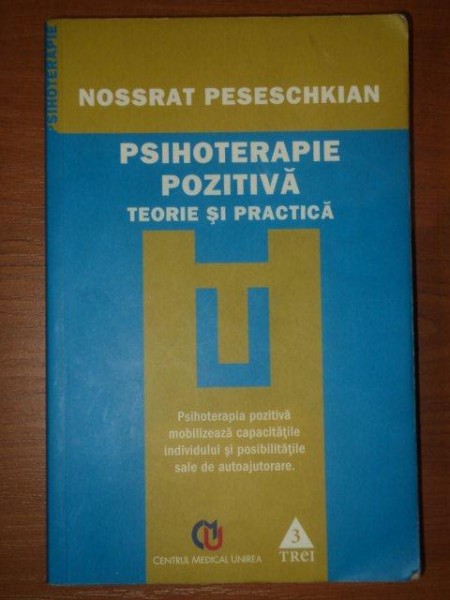 PSIHOTERAPIE
NOSSRAT PESESCHKIAN
PSIHOTERAPIE
POZITIVĂ
TEORIE ŞI PRACTICĂ
Psihoterapia pozitivă
mobilizează capacităţile
individului şi posibilităţile
sale de autoajutorare.
CMU
CENTRUL MEDICAL UNIREA
3
TREI